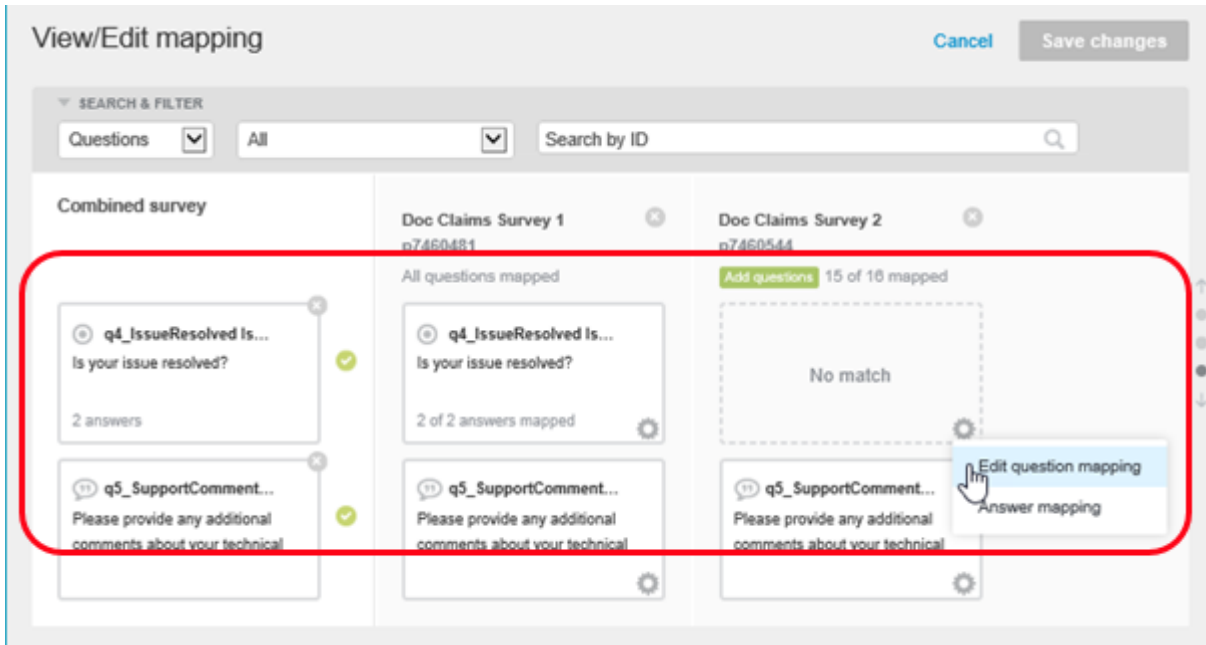 View/Edit mapping
Cancel
Save changes
SEARCH & FILTER
Questions
All
Search by ID
Combined survey
Doc Claims Survey 1
p7460481
All questions mapped
Doc Claims Survey 2
p7460544
Add questions 15 of 16 mapped
q4_IssueResolved Is...
Is your issue resolved?
2 answers
q4_IssueResolved Is...
Is your issue resolved?
2 of 2 answers mapped
No match
Edit question mapping
Answer mapping
q5_SupportComment...
Please provide any additional
comments about your technical
q5_SupportComment...
Please provide any additional
comments about your technical
q5_SupportComment...
Please provide any additional
comments about your technical